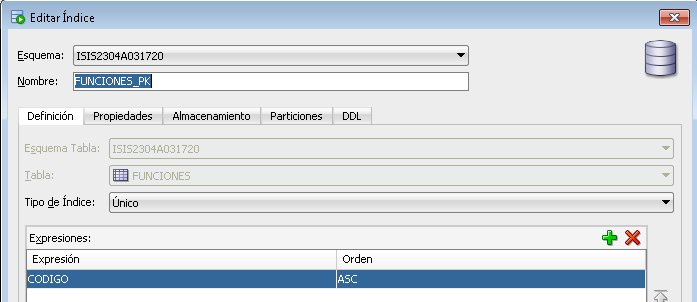 Editar Índice
Esquema: ISIS2304A031720
Nombre: FUNCIONES_PK
Definición Propiedades Almacenamiento Particiones DDL
Esquema Tabla: ISIS2304A031720
Tabla: FUNCIONES
Tipo de Índice: Único
Expresiones:
Expresión Orden
CODIGO ASC